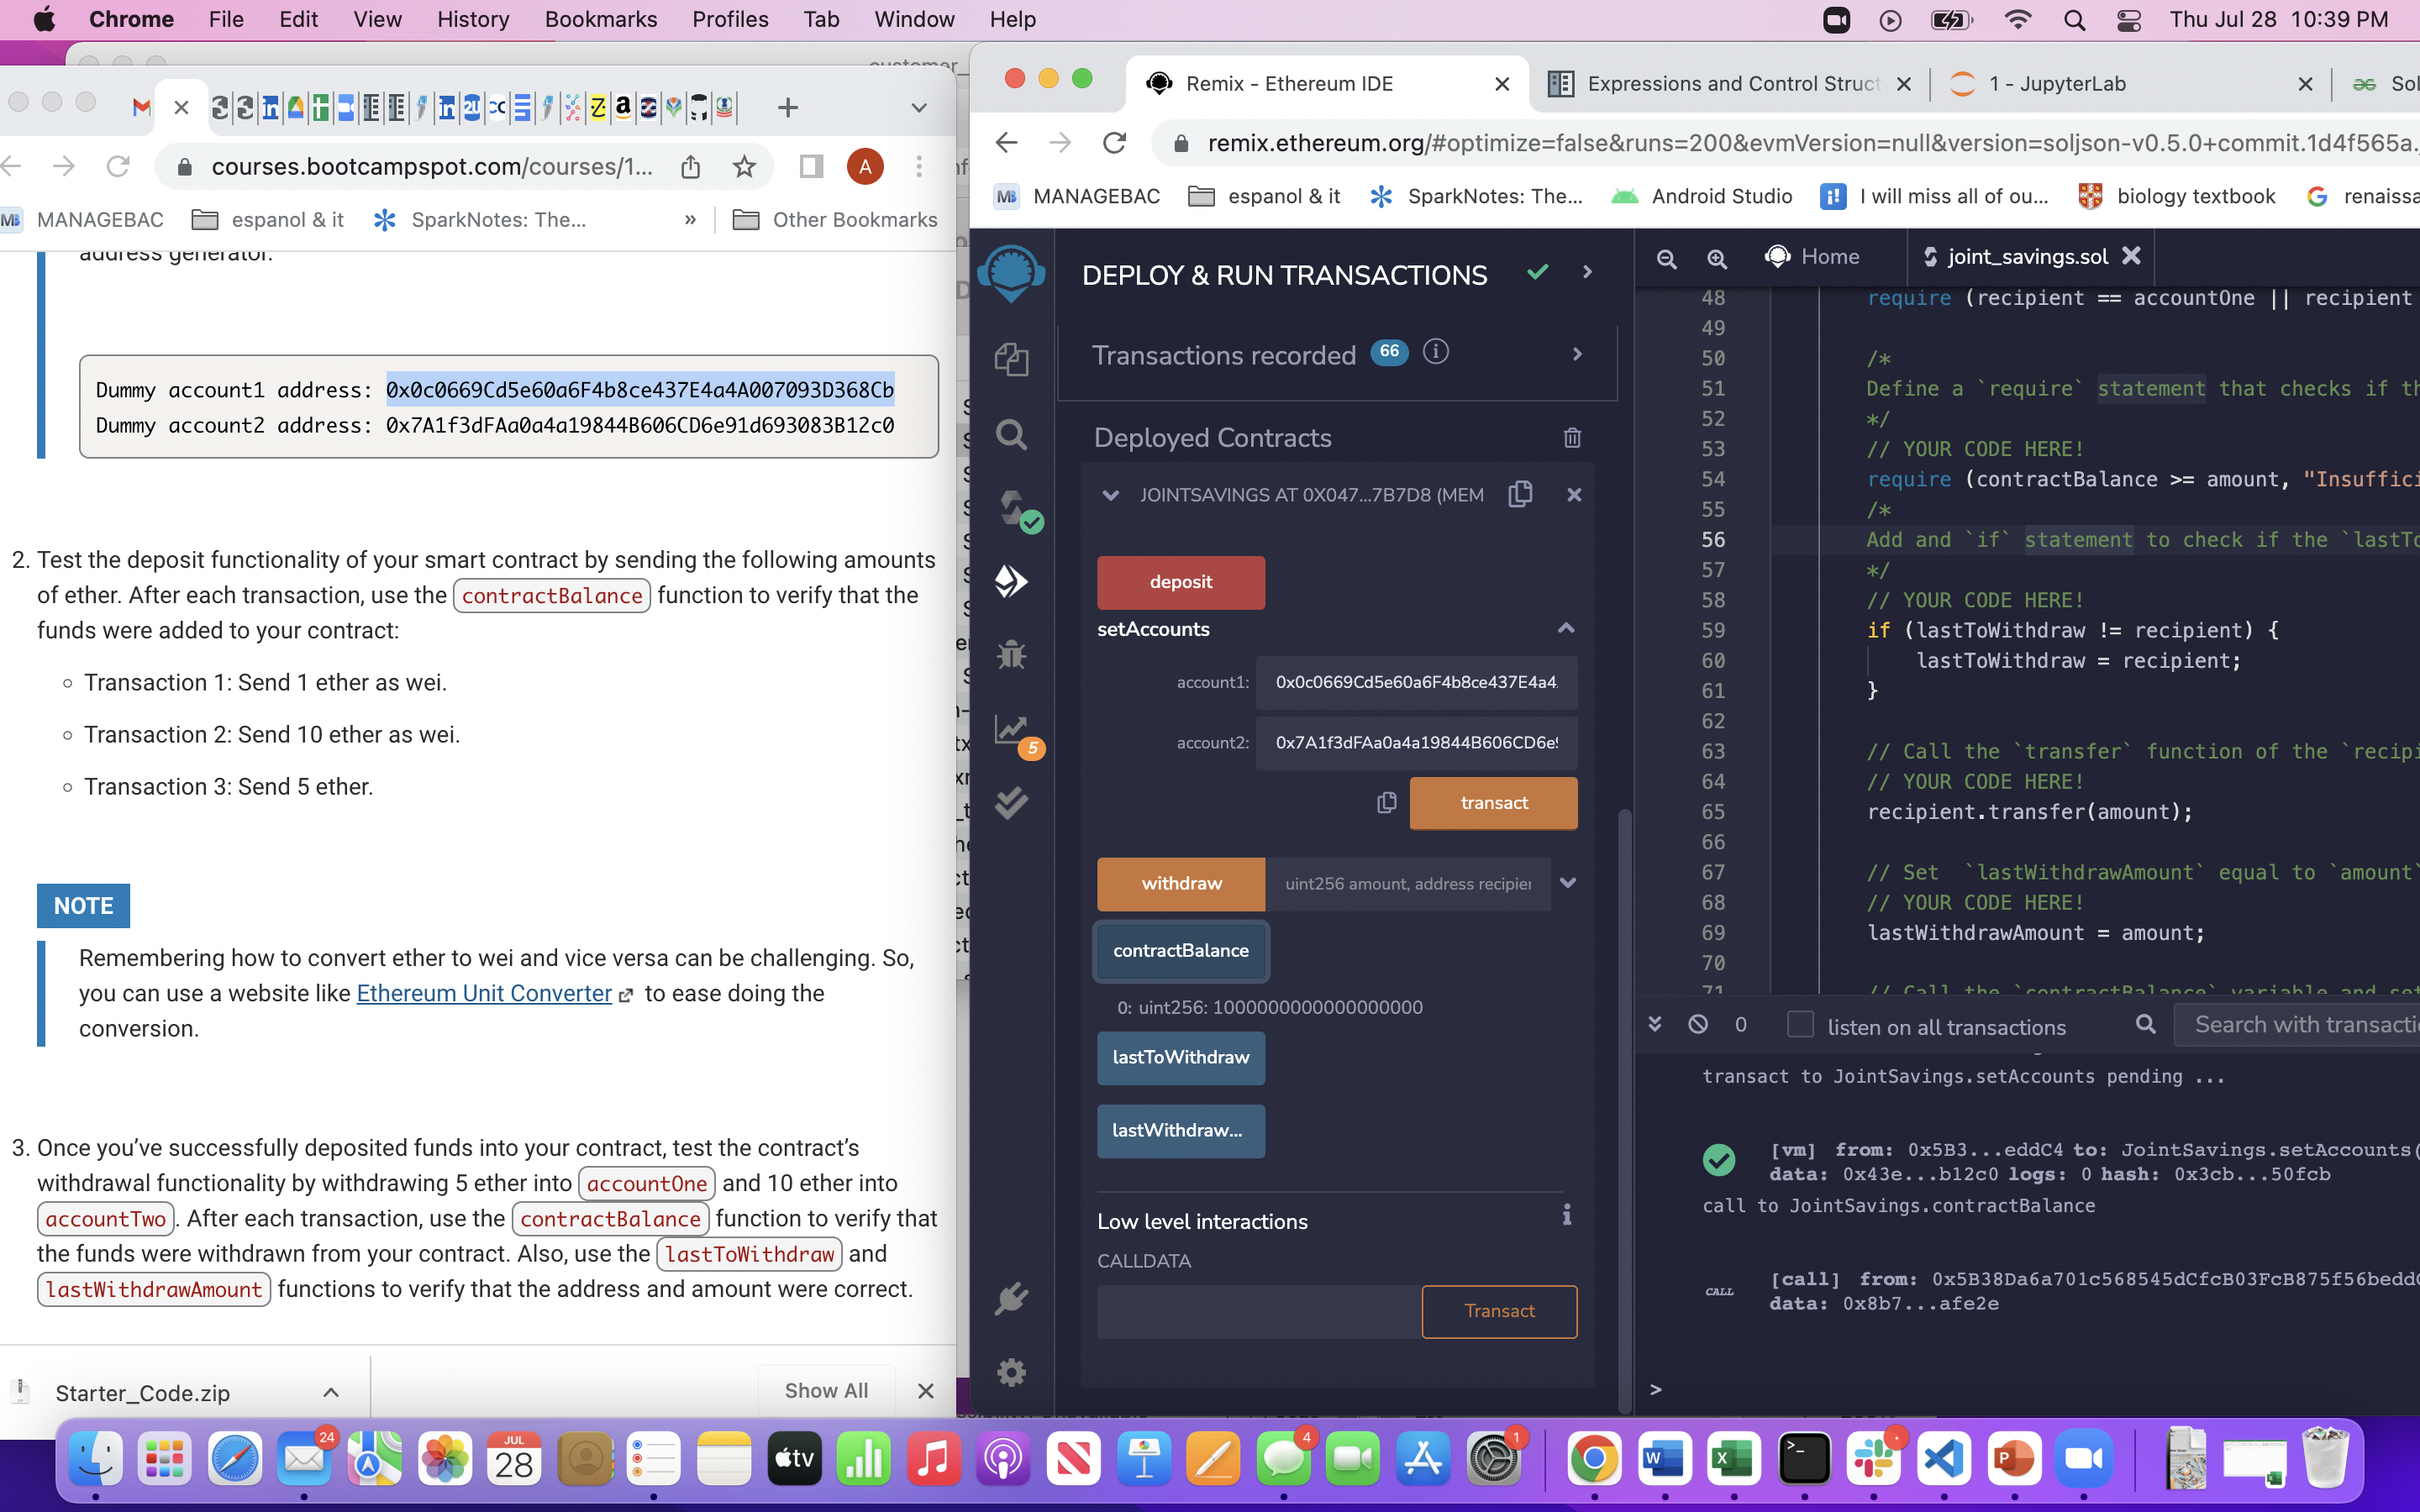 Chrome File Edit View History Bookmarks Profiles Tab Window Help Thu Jul 28 10:39 PM
courses.bootcampspot.com/courses/1... A
MANAGEBAC espanol & it SparkNotes: The... » Other Bookmarks
address generator.
Dummy account1 address: 0x0c0669Cd5e60a6F4b8ce437E4a4A007093D368Cb
Dummy account2 address: 0x7A1f3dFAa0a4a19844B606CD6e91d693083B12c0
2. Test the deposit functionality of your smart contract by sending the following amounts
of ether. After each transaction, use the contractBalance function to verify that the
funds were added to your contract:
Transaction 1: Send 1 ether as wei.
Transaction 2: Send 10 ether as wei.
Transaction 3: Send 5 ether.
NOTE
Remembering how to convert ether to wei and vice versa can be challenging. So,
you can use a website like Ethereum Unit Converter to ease doing the
conversion.
3. Once you’ve successfully deposited funds into your contract, test the contract’s
withdrawal functionality by withdrawing 5 ether into accountOne and 10 ether into
accountTwo. After each transaction, use the contractBalance function to verify that
the funds were withdrawn from your contract. Also, use the lastToWithdraw and
lastWithdrawAmount functions to verify that the address and amount were correct.
Starter_Code.zip Show All
Remix - Ethereum IDE Expressions and Control Struct 1 - JupyterLab Sol
remix.ethereum.org/#optimize=false&runs=200&evmVersion=null&version=soljson-v0.5.0+commit.1d4f565a.
MANAGEBAC espanol & it SparkNotes: The... Android Studio I will miss all of ou... biology textbook renaissa
DEPLOY & RUN TRANSACTIONS
Transactions recorded 66
Deployed Contracts
JOINTSAVINGS AT 0X047...7B7D8 (MEM
deposit
setAccounts
account1: 0x0c0669Cd5e60a6F4b8ce437E4a4
account2: 0x7A1f3dFAa0a4a19844B606CD6e
transact
withdraw uint256 amount, address recipier
contractBalance
0: uint256: 1000000000000000000
lastToWithdraw
lastWithdraw...
Low level interactions
CALLDATA
Transact
5
Home joint_savings.sol
48 require (recipient == accountOne || recipient
49
50 /*
51 Define a `require` statement that checks if th
52 */
53 // YOUR CODE HERE!
54 require (contractBalance >= amount, "Insuffici
55 /*
56 Add and `if` statement to check if the `lastTo
57 */
58 // YOUR CODE HERE!
59 if (lastToWithdraw != recipient) {
60 lastToWithdraw = recipient;
61 }
62
63 // Call the `transfer` function of the `recipi
64 // YOUR CODE HERE!
65 recipient.transfer(amount);
66
67 // Set `lastWithdrawAmount` equal to `amount`
68 // YOUR CODE HERE!
69 lastWithdrawAmount = amount;
70
71 // Call the `contractBalance` variable and set
0 listen on all transactions Search with transacti
transact to JointSavings.setAccounts pending ...
[vm] from: 0x5B3...eddC4 to: JointSavings.setAccounts(
data: 0x43e...b12c0 logs: 0 hash: 0x3cb...50fcb
call to JointSavings.contractBalance
CALL [call] from: 0x5B38Da6a701c568545dCfcB03FcB875f56bedd
data: 0x8b7...afe2e
>
24 JUL 28 tv 4 1